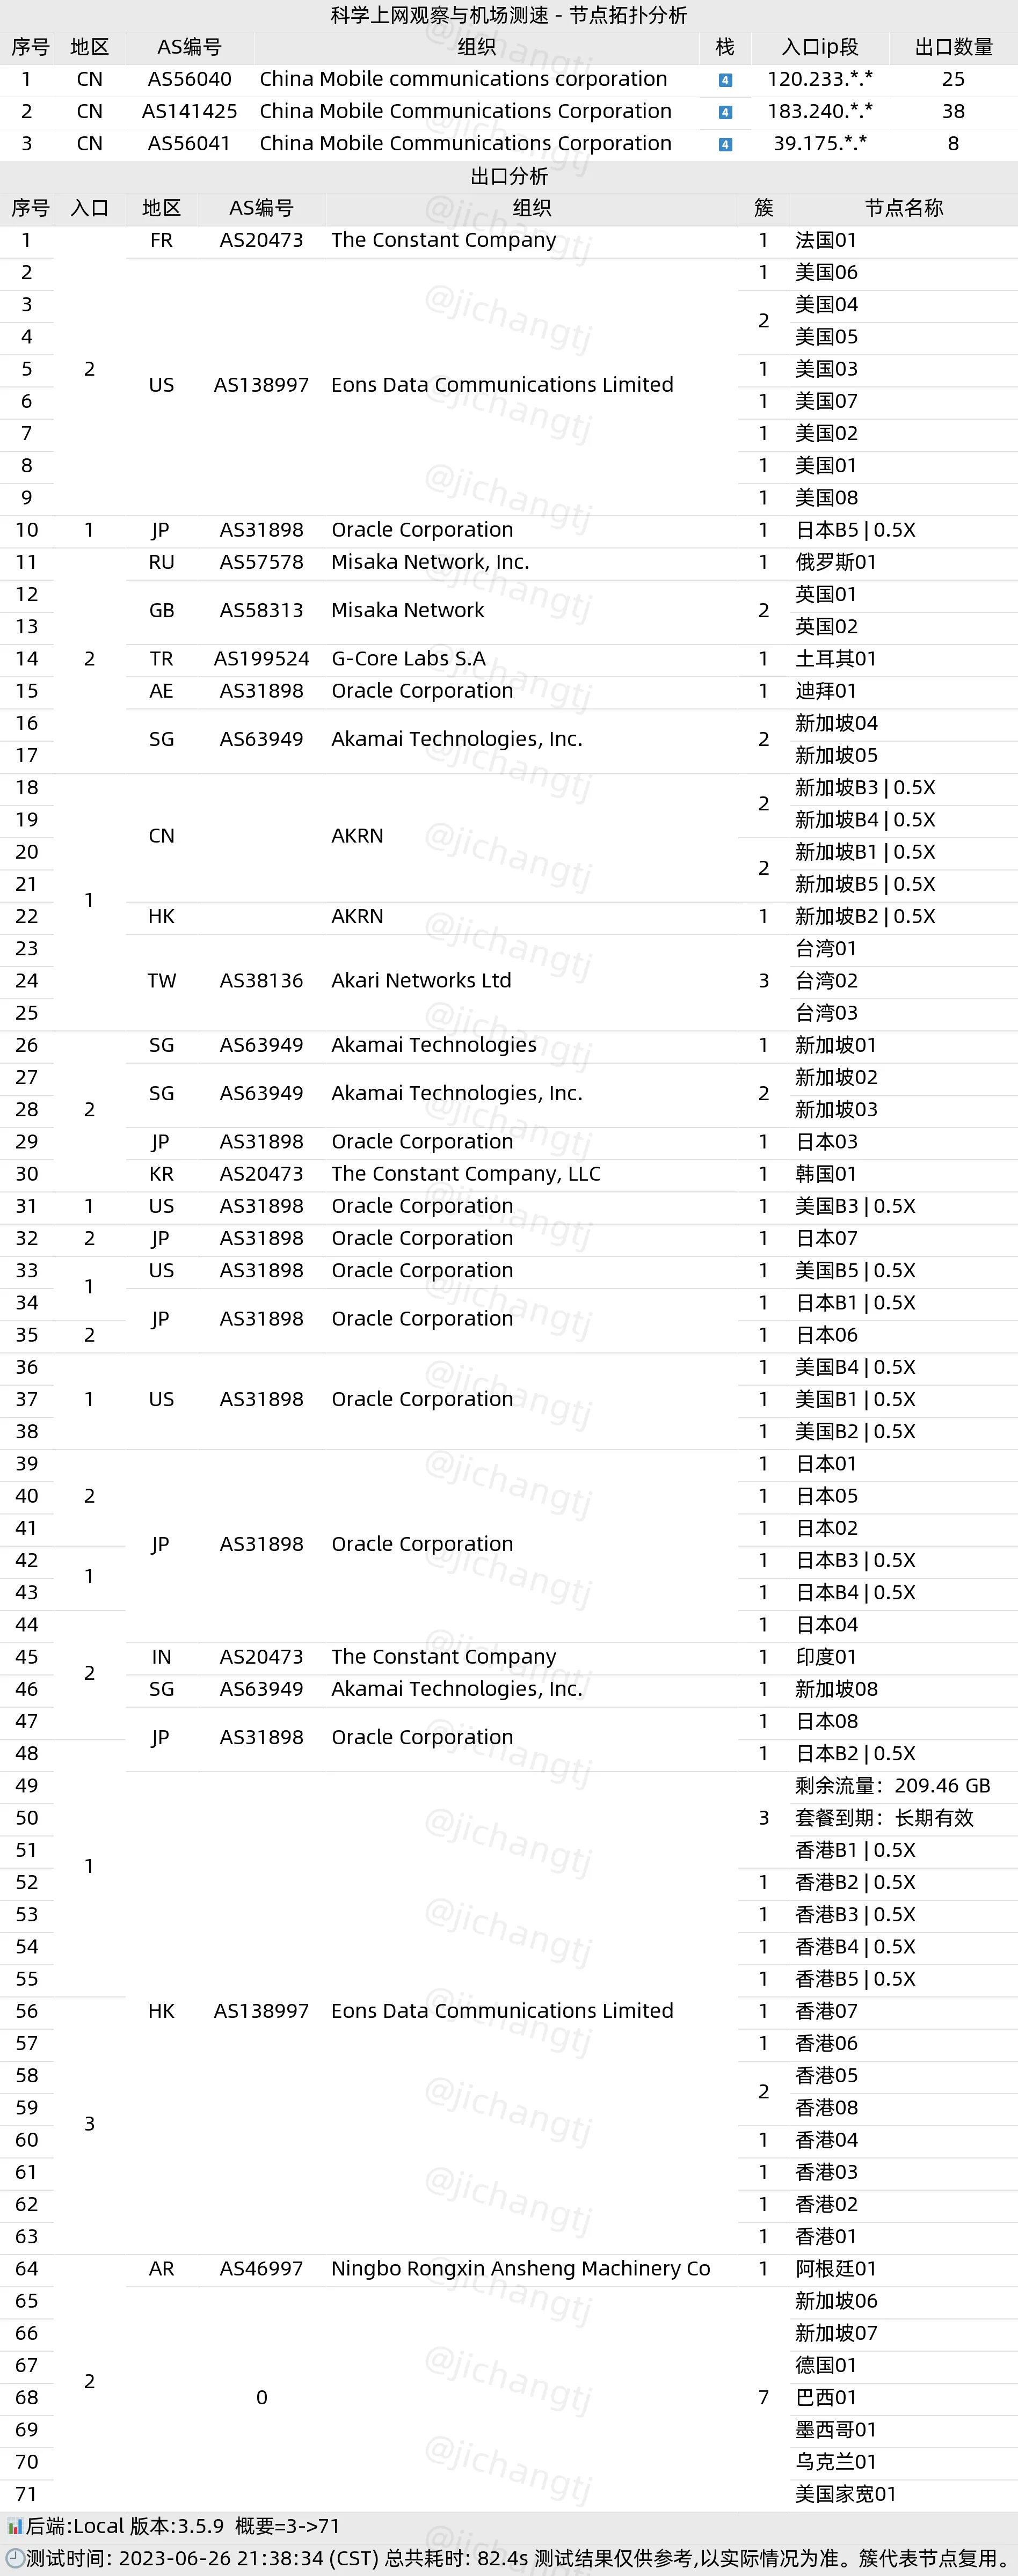 科学上网观察与机场测速 - 节点拓扑分析
序号 地区 AS编号 组织 栈 入口ip段 出口数量
1 CN AS56040 China Mobile communications corporation 4 120.233.*.* 25
2 CN AS141425 China Mobile Communications Corporation 4 183.240.*.* 38
3 CN AS56041 China Mobile Communications Corporation 4 39.175.*.* 8
出口分析
序号 入口 地区 AS编号 组织 簇 节点名称
1 FR AS20473 The Constant Company 1 法国01
2 1 美国06
3 美国04
2
4 美国05
5 2 1 美国03
US AS138997 Eons Data Communications Limited
6 1 美国07
7 1 美国02
8 1 美国01
9 1 美国08
10 1 JP AS31898 Oracle Corporation 1 日本B5 | 0.5X
11 RU AS57578 Misaka Network, Inc. 1 俄罗斯01
12 英国01
GB AS58313 Misaka Network 2
13 英国02
14 2 TR AS199524 G-Core Labs S.A 1 土耳其01
15 AE AS31898 Oracle Corporation 1 迪拜01
16 新加坡04
SG AS63949 Akamai Technologies, Inc. 2
17 新加坡05
18 新加坡B3 | 0.5X
2
19 新加坡B4 | 0.5X
CN AKRN
20 新加坡B1 | 0.5X
2
21 新加坡B5 | 0.5X
1
22 HK AKRN 1 新加坡B2 | 0.5X
23 台湾01
24 TW AS38136 Akari Networks Ltd 3 台湾02
25 台湾03
26 SG AS63949 Akamai Technologies 1 新加坡01
27 新加坡02
SG AS63949 Akamai Technologies, Inc. 2
28 2 新加坡03
29 JP AS31898 Oracle Corporation 1 日本03
30 KR AS20473 The Constant Company, LLC 1 韩国01
31 1 US AS31898 Oracle Corporation 1 美国B3 | 0.5X
32 2 JP AS31898 Oracle Corporation 1 日本07
33 US AS31898 Oracle Corporation 1 美国B5 | 0.5X
1
34 1 日本B1 | 0.5X
JP AS31898 Oracle Corporation
35 2 1 日本06
36 1 美国B4 | 0.5X
37 1 US AS31898 Oracle Corporation 1 美国B1 | 0.5X
38 1 美国B2 | 0.5X
39 1 日本01
40 2 1 日本05
41 1 日本02
JP AS31898 Oracle Corporation
42 1 日本B3 | 0.5X
1
43 1 日本B4 | 0.5X
44 1 日本04
45 IN AS20473 The Constant Company 1 印度01
2
46 SG AS63949 Akamai Technologies, Inc. 1 新加坡08
47 1 日本08
JP AS31898 Oracle Corporation
48 1 日本B2 | 0.5X
49 剩余流量：209.46 GB
50 3 套餐到期：长期有效
51 香港B1 | 0.5X
1
52 1 香港B2 | 0.5X
53 1 香港B3 | 0.5X
54 1 香港B4 | 0.5X
55 1 香港B5 | 0.5X
56 HK AS138997 Eons Data Communications Limited 1 香港07
57 1 香港06
58 香港05
2
59 香港08
3
60 1 香港04
61 1 香港03
62 1 香港02
63 1 香港01
64 AR AS46997 Ningbo Rongxin Ansheng Machinery Co 1 阿根廷01
65 新加坡06
66 新加坡07
67 德国01
2
68 0 7 巴西01
69 墨西哥01
70 乌克兰01
71 美国家宽01
后端:Local 版本:3.5.9 概要=3->71
测试时间: 2023-06-26 21:38:34 (CST) 总共耗时: 82.4s 测试结果仅供参考,以实际情况为准。簇代表节点复用。
@jichangtj